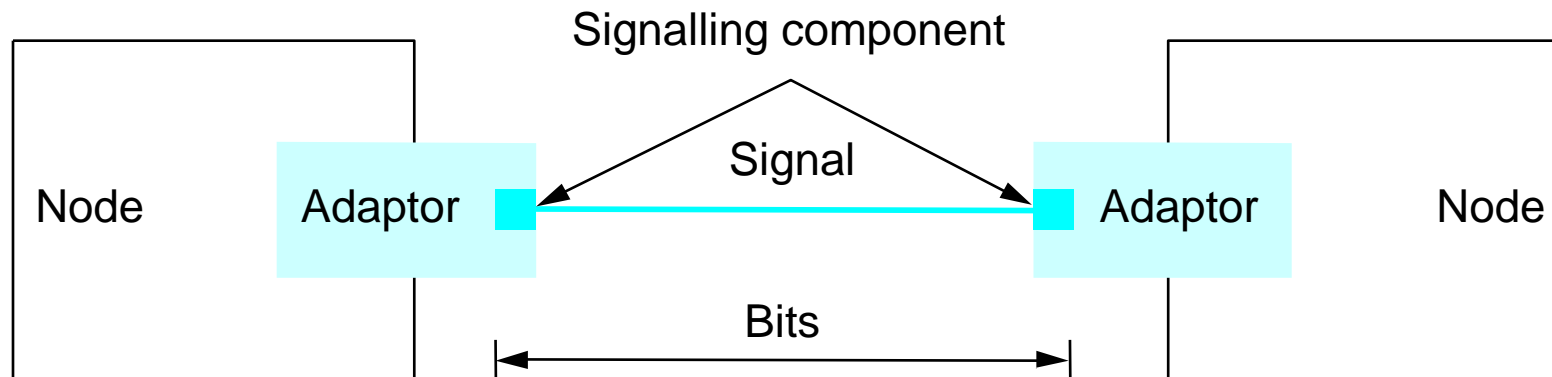 Signalling component
Signal
Node Adaptor Adaptor Node
Bits